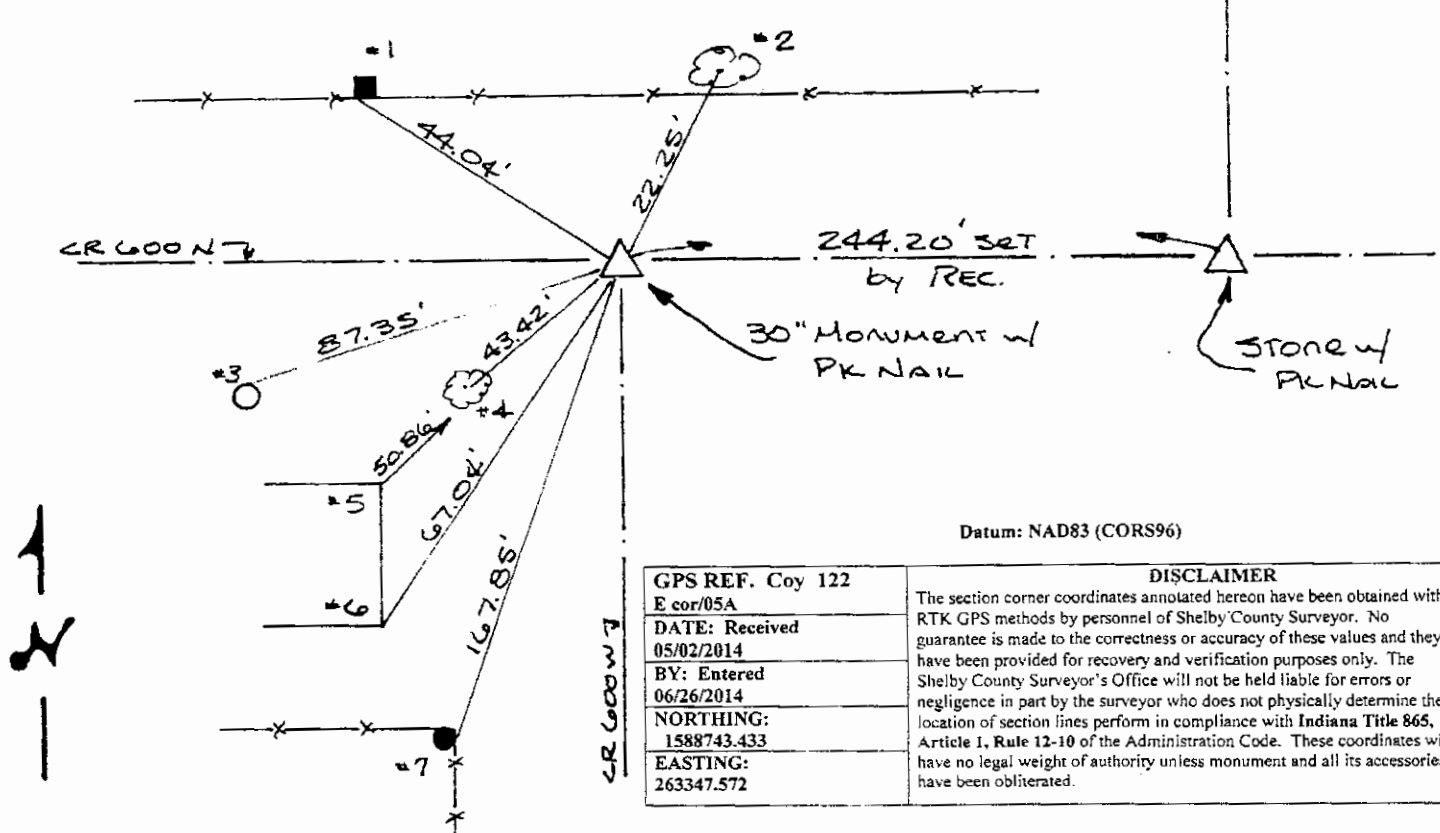 #1
#2
44.04'
22.25'
CR 600 N
244.20' SET
by REC.
87.35'
43.42'
30" MONUMENT w/
PK NAIL
STONE w/
PK NAIL
#3
#4
50.86'
#5
67.04'
167.85'
#6
#7
CR 600 W
N
Datum: NAD83 (CORS96)
GPS REF. Coy 122
E cor/05A
DATE: Received
05/02/2014
BY: Entered
06/26/2014
NORTHING:
1588743.433
EASTING:
263347.572
DISCLAIMER
The section corner coordinates annotated hereon have been obtained with
RTK GPS methods by personnel of Shelby County Surveyor. No
guarantee is made to the correctness or accuracy of these values and they
have been provided for recovery and verification purposes only. The
Shelby County Surveyor's Office will not be held liable for errors or
negligence in part by the surveyor who does not physically determine the
location of section lines perform in compliance with Indiana Title 865,
Article 1, Rule 12-10 of the Administration Code. These coordinates wi
have no legal weight of authority unless monument and all its accessories
have been obliterated.